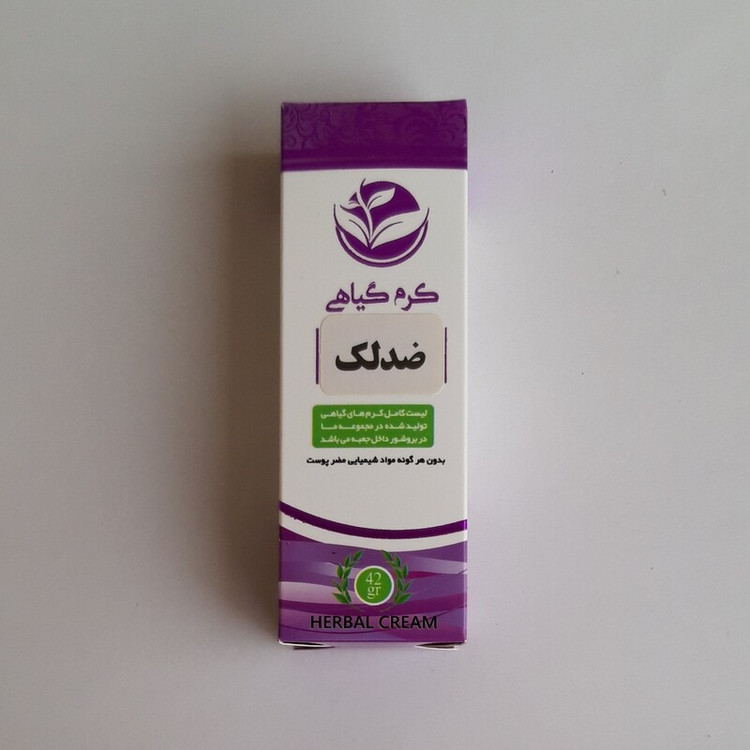 کرم گیاهی
ضدلک
لیست کامل کرم های گیاهی
تولید شده در مجموعه ما
در بروشور داخل جعبه می باشد
بدون هر گونه مواد شیمیایی مضر پوست
42
gr
HERBAL CREAM